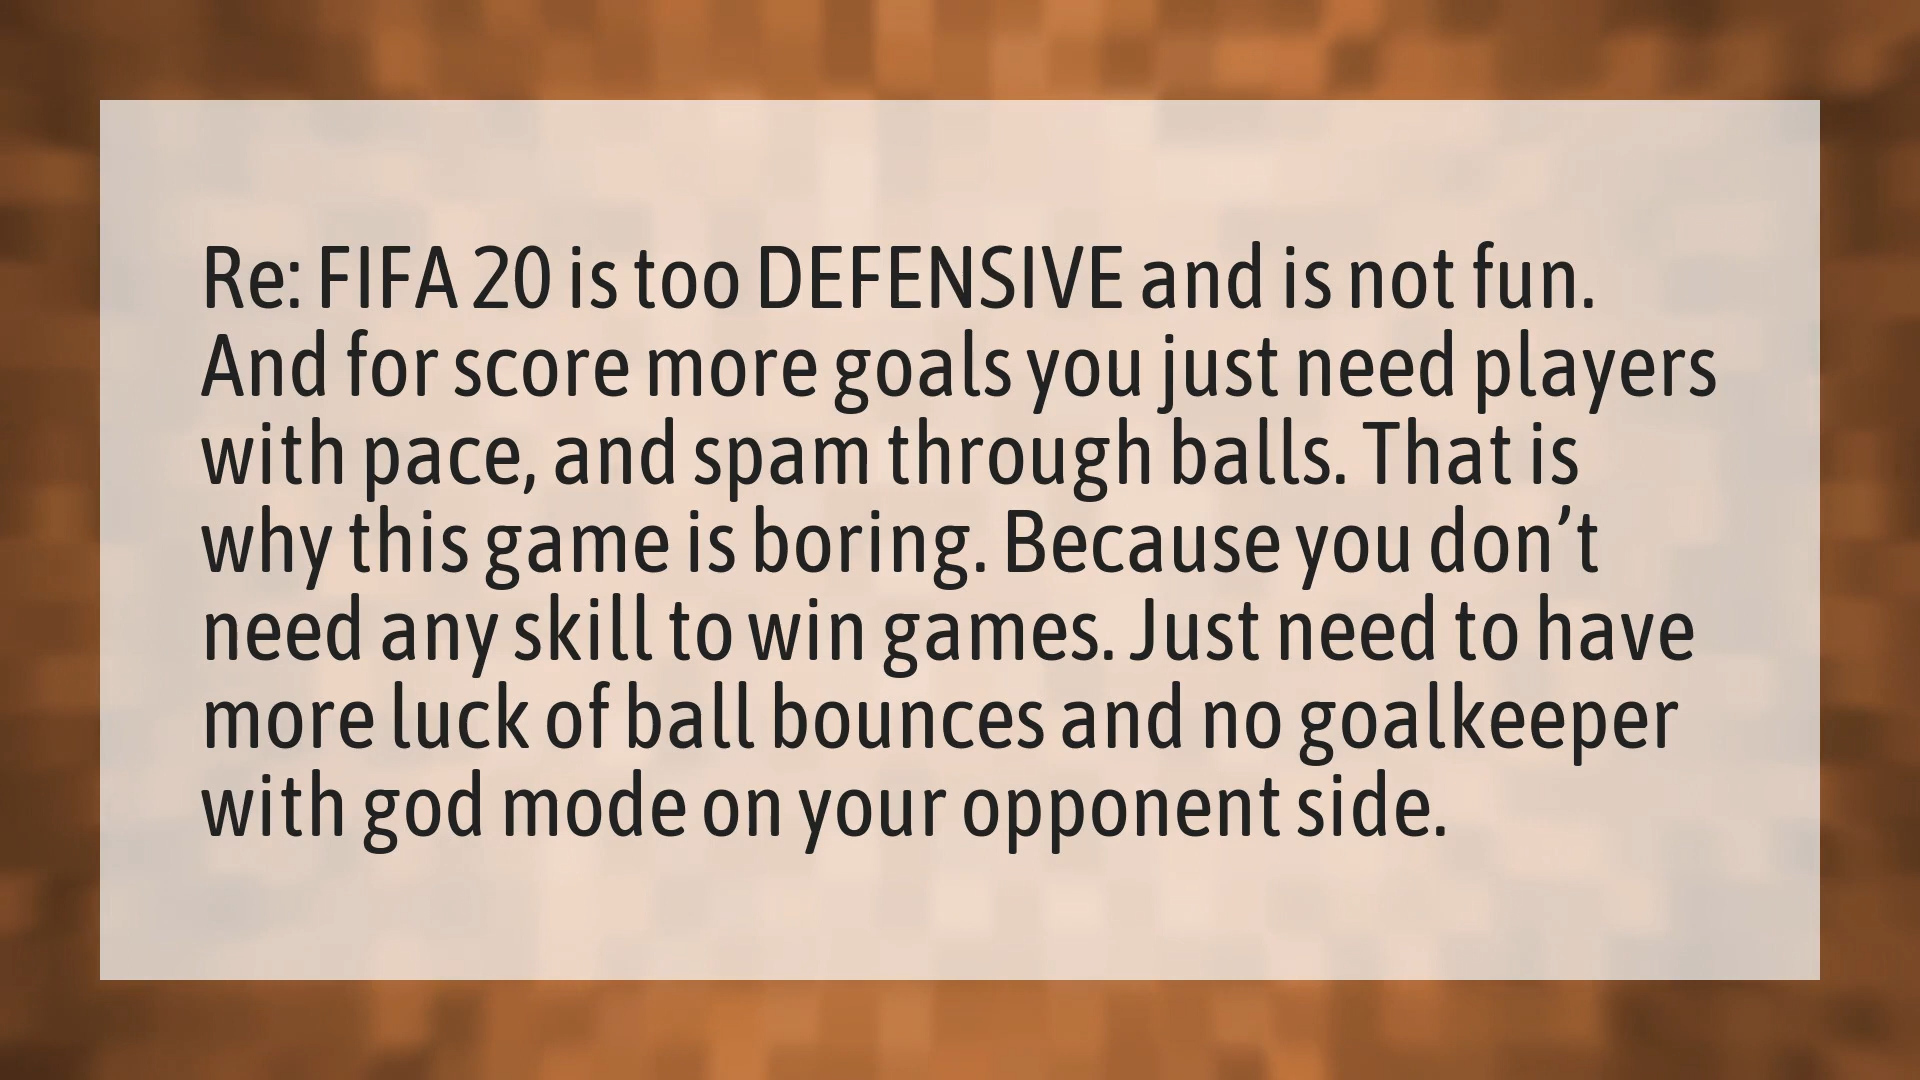 Re: FIFA 20 is too DEFENSIVE and is not fun.
And for score more goals you just need players
with pace, and spam through balls. That is
why this game is boring. Because you don’t
need any skill to win games. Just need to have
more luck of ball bounces and no goalkeeper
with god mode on your opponent side.